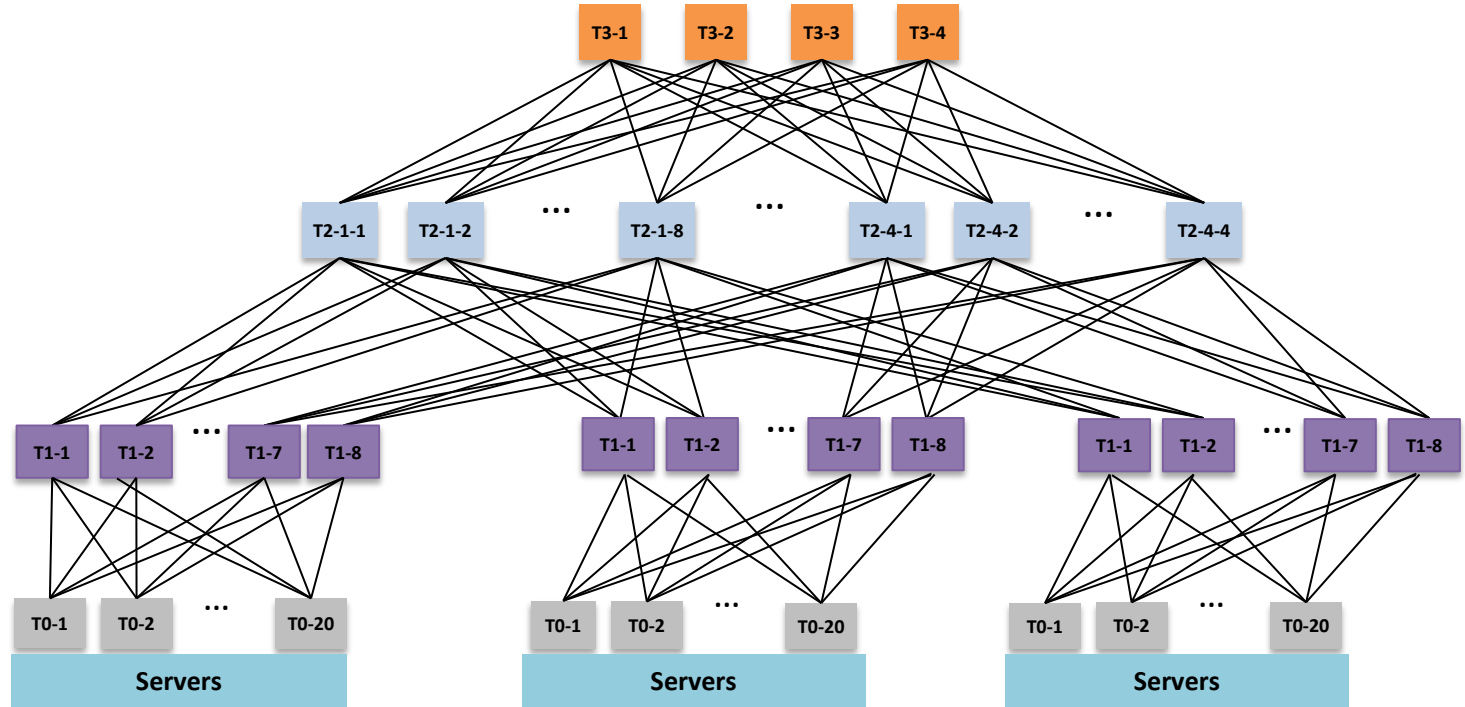 T3-1 T3-2 T3-3 T3-4
... ... ...
T2-1-1 T2-1-2 T2-1-8 T2-4-1 T2-4-2 T2-4-4
... ... ...
T1-1 T1-2 T1-7 T1-8 T1-1 T1-2 T1-7 T1-8 T1-1 T1-2 T1-7 T1-8
... ... ...
T0-1 T0-2 T0-20 T0-1 T0-2 T0-20 T0-1 T0-2 T0-20
Servers Servers Servers